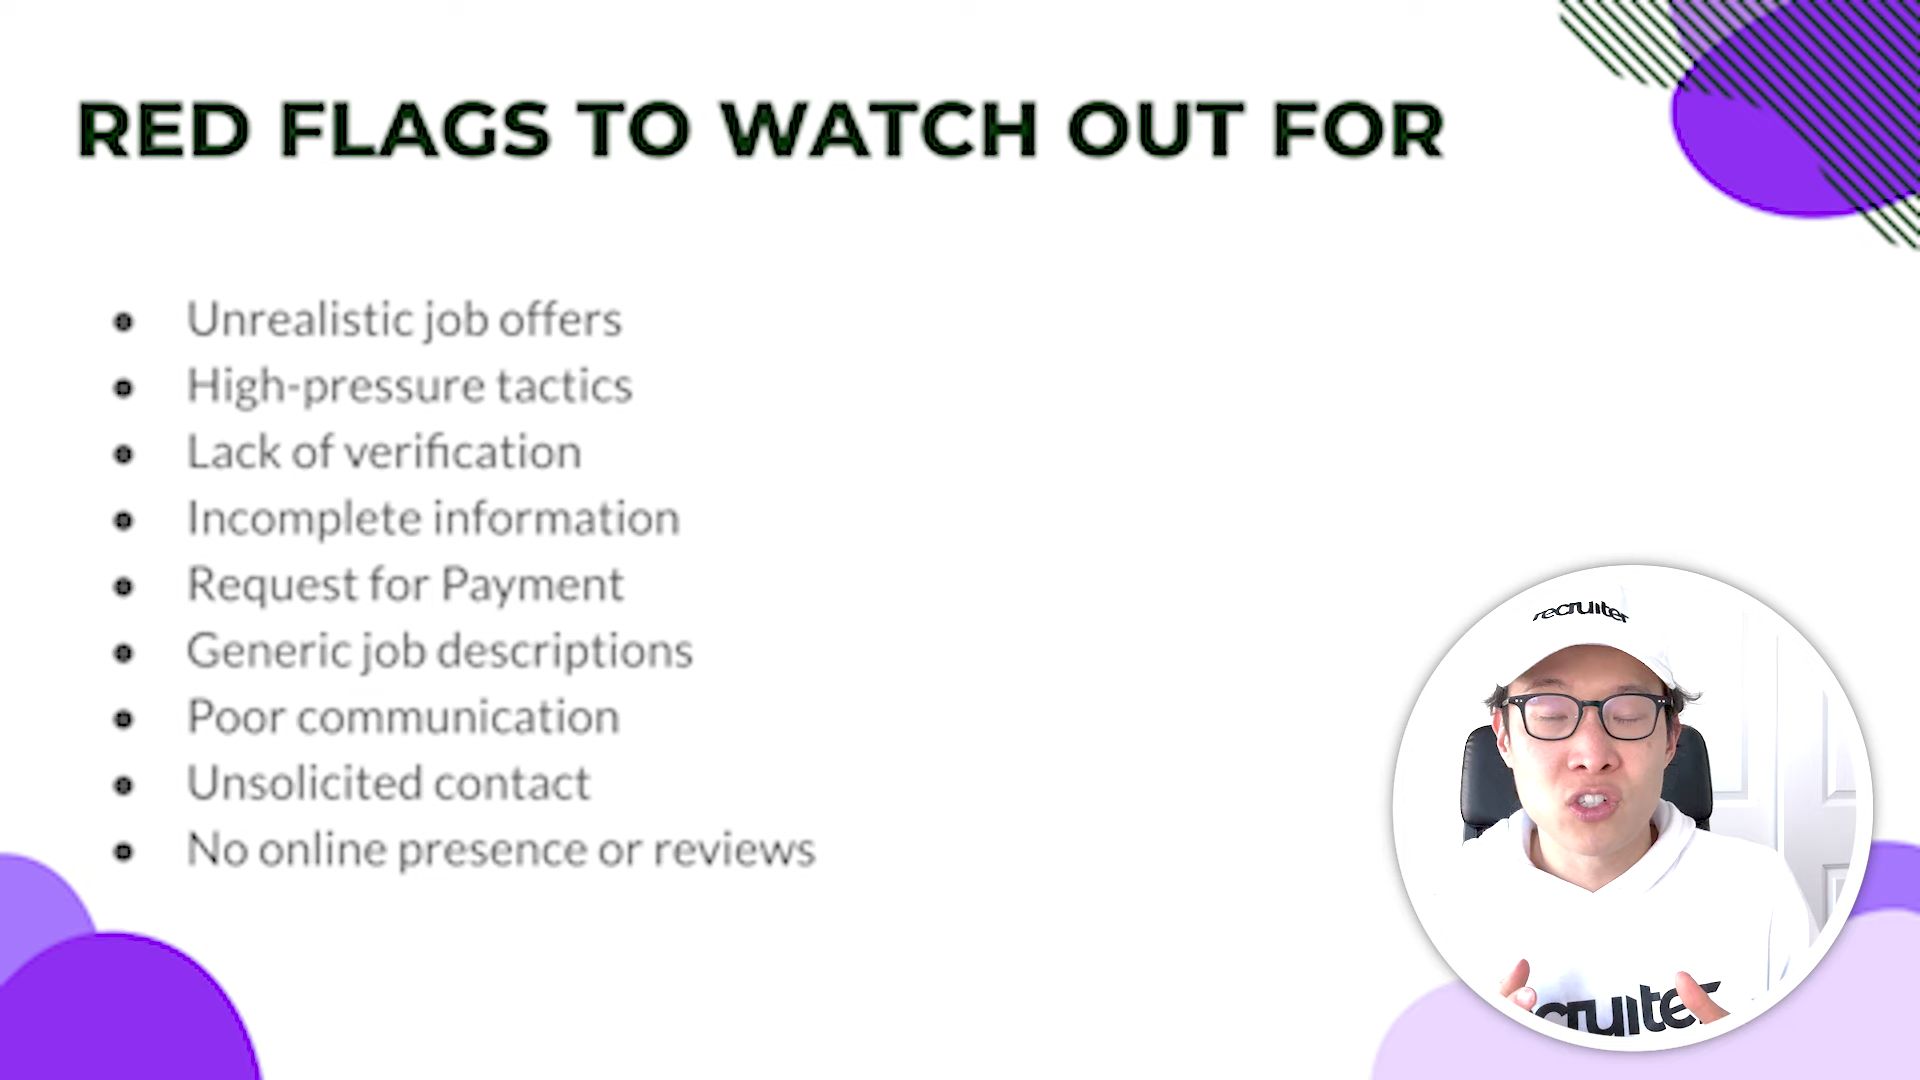 RED FLAGS TO WATCH OUT FOR
Unrealistic job offers
High-pressure tactics
Lack of verification
Incomplete information
Request for Payment
Generic job descriptions
Poor communication
Unsolicited contact
No online presence or reviews
recruiter
recruiter